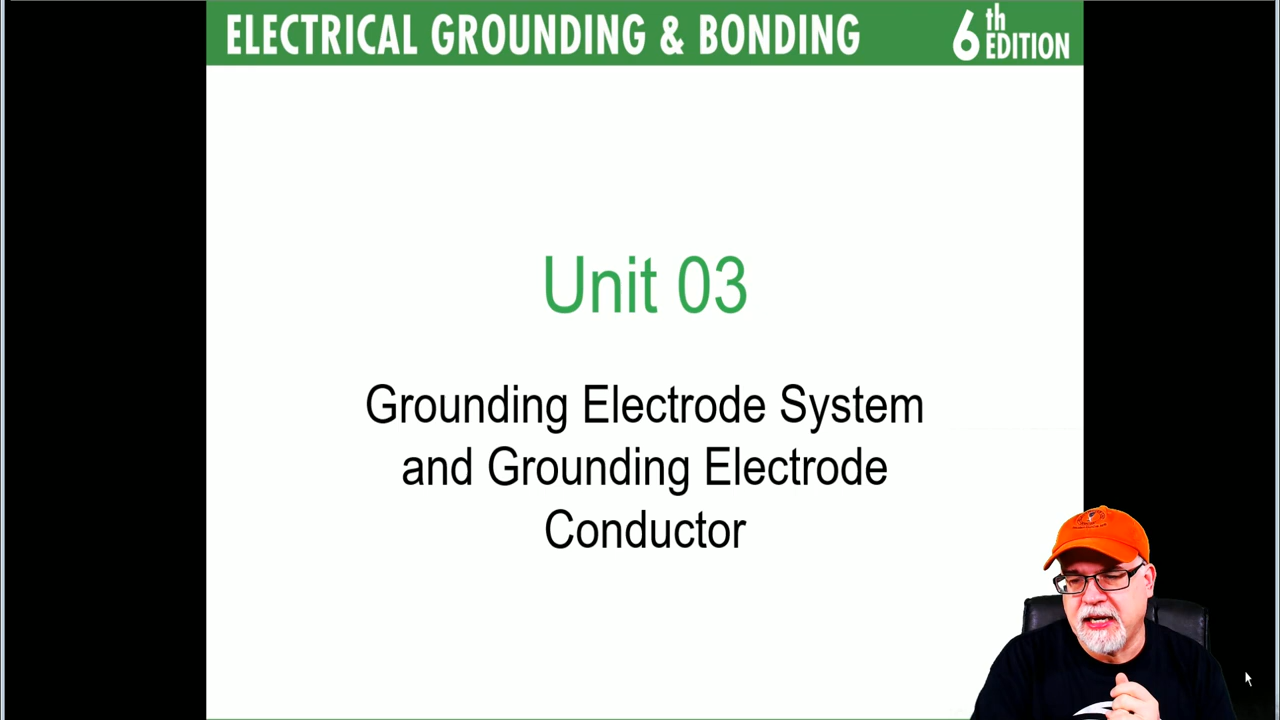 ELECTRICAL GROUNDING & BONDING
6th EDITION
Unit 03
Grounding Electrode System
and Grounding Electrode
Conductor